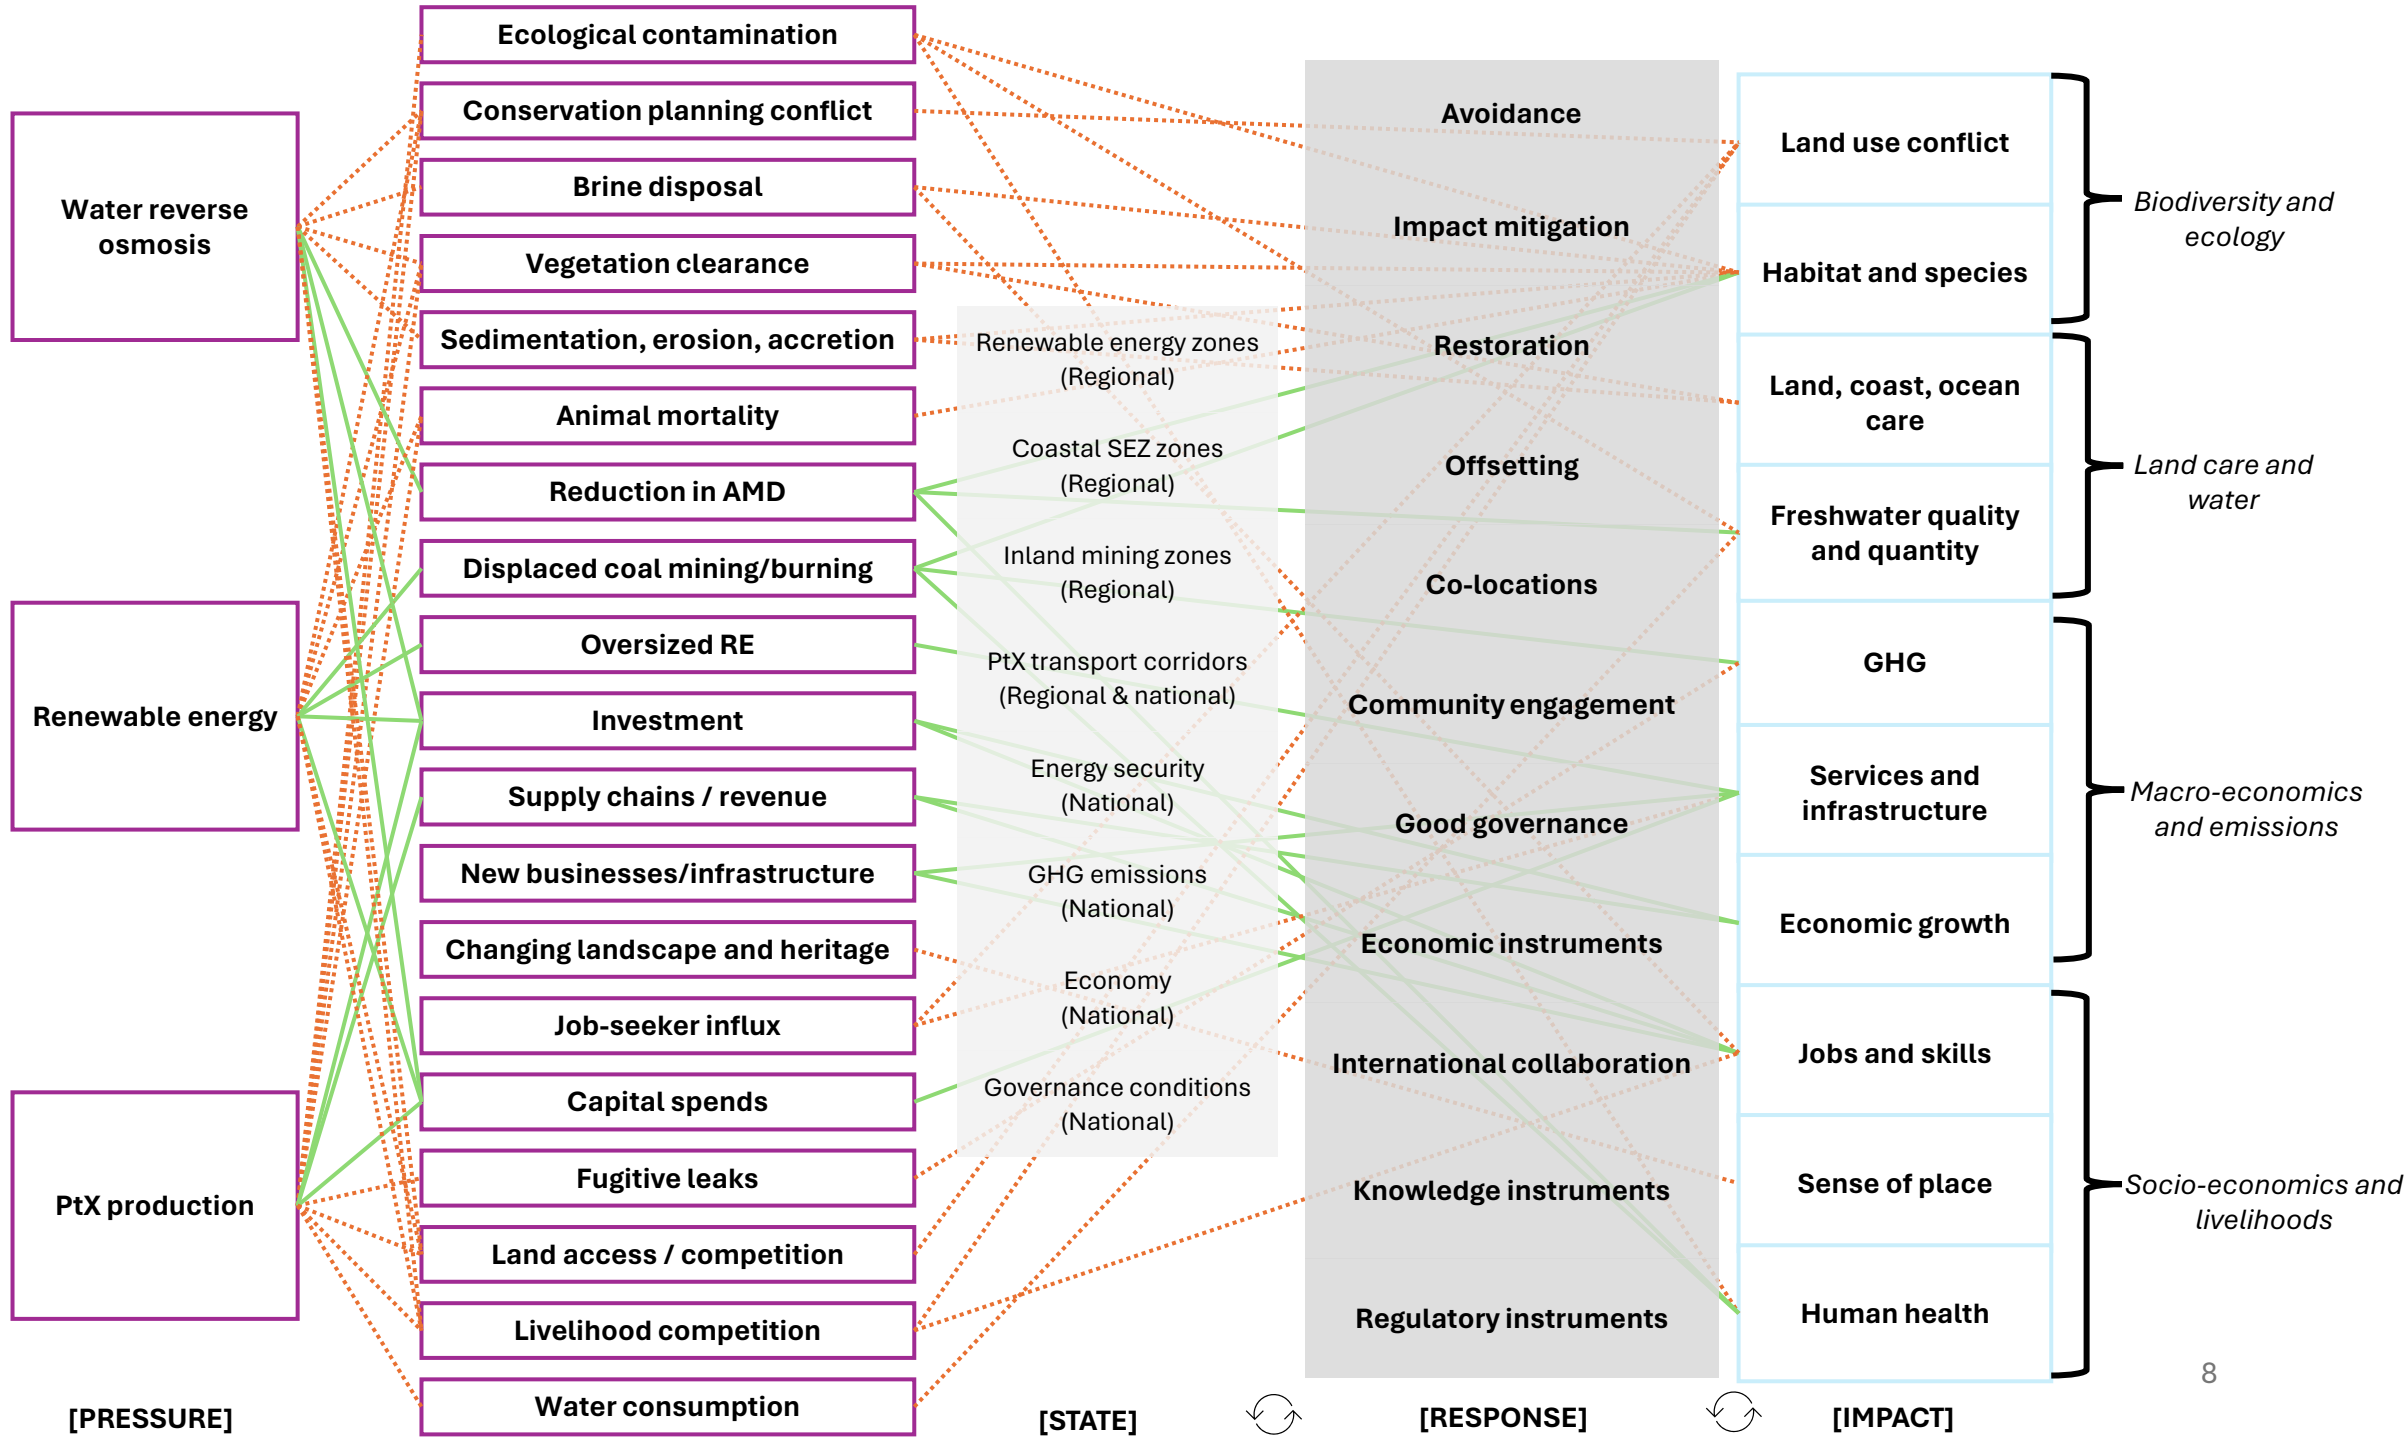 Water reverse
osmosis
Renewable energy
PtX production
[PRESSURE]
Ecological contamination
Conservation planning conflict
Brine disposal
Vegetation clearance
Sedimentation, erosion, accretion
Animal mortality
Reduction in AMD
Displaced coal mining/burning
Oversized RE
Investment
Supply chains / revenue
New businesses/infrastructure
Changing landscape and heritage
Job-seeker influx
Capital spends
Fugitive leaks
Land access / competition
Livelihood competition
Water consumption
Renewable energy zones
(Regional)
Coastal SEZ zones
(Regional)
Inland mining zones
(Regional)
PtX transport corridors
(Regional & national)
Energy security
(National)
GHG emissions
(National)
Economy
(National)
Governance conditions
(National)
[STATE]
Avoidance
Impact mitigation
Restoration
Offsetting
Co-locations
Community engagement
Good governance
Economic instruments
International collaboration
Knowledge instruments
Regulatory instruments
[RESPONSE]
Land use conflict
Habitat and species
Land, coast, ocean
care
Freshwater quality
and quantity
GHG
Services and
infrastructure
Economic growth
Jobs and skills
Sense of place
Human health
[IMPACT]
Biodiversity and
ecology
Land care and
water
Macro-economics
and emissions
Socio-economics and
livelihoods
8